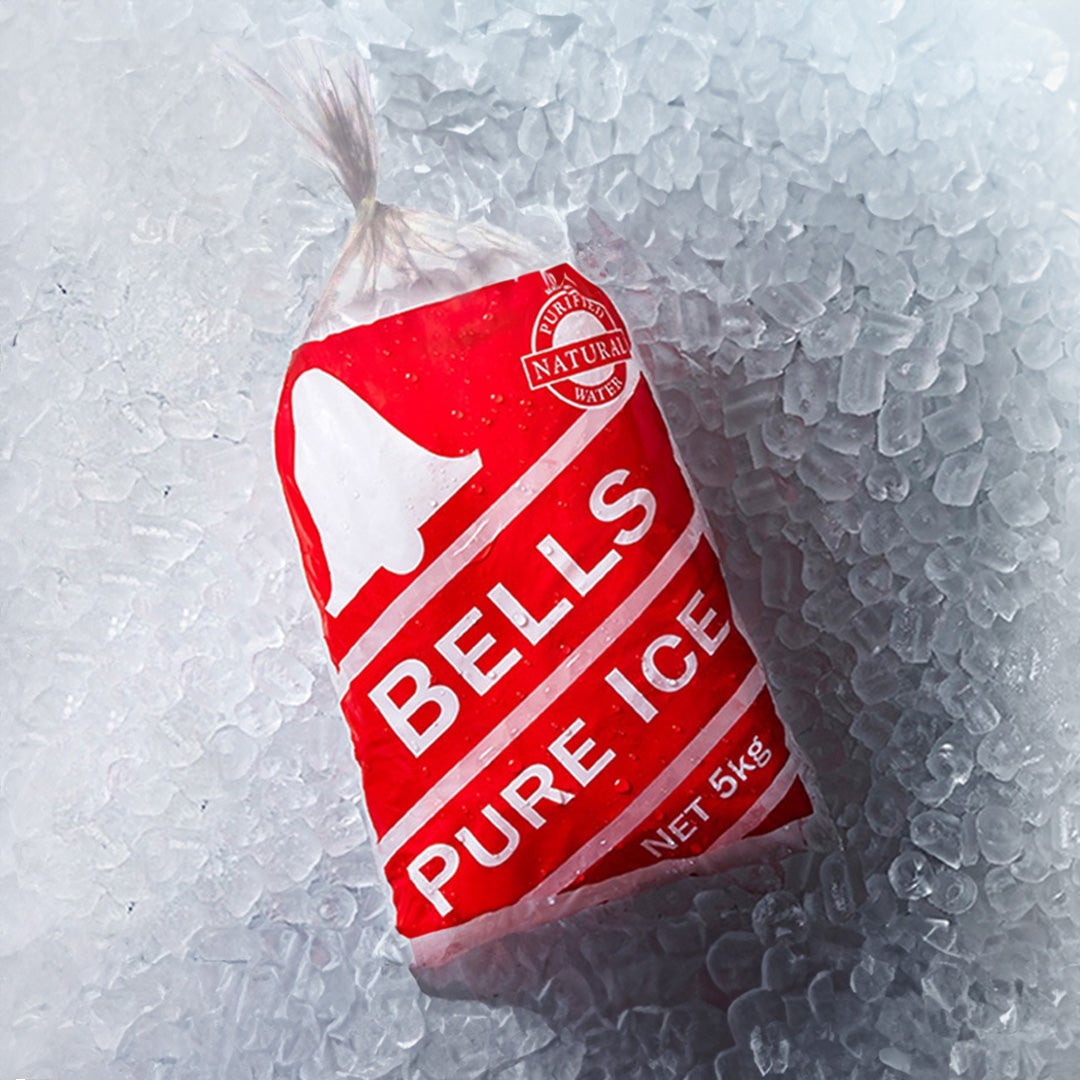 PURIFIED
NATURAL
WATER
BELLS
PURE ICE
NET 5kg